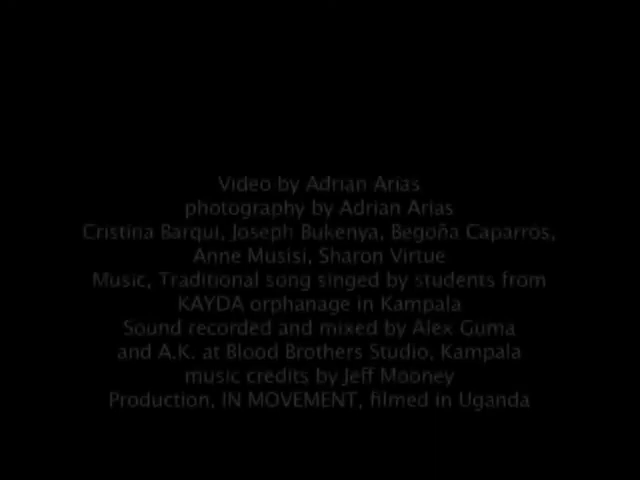 Video by Adrian Arias
photography by Adrian Arias
Cristina Barqui, Joseph Bukenya, Begoña Caparros,
Anne Musisi, Sharon Virtue
Music, Traditional song singed by students from
KAYDA orphanage in Kampala
Sound recorded and mixed by Alex Guma
and A.K. at Blood Brothers Studio, Kampala
music credits by Jeff Mooney
Production, IN MOVEMENT, filmed in Uganda